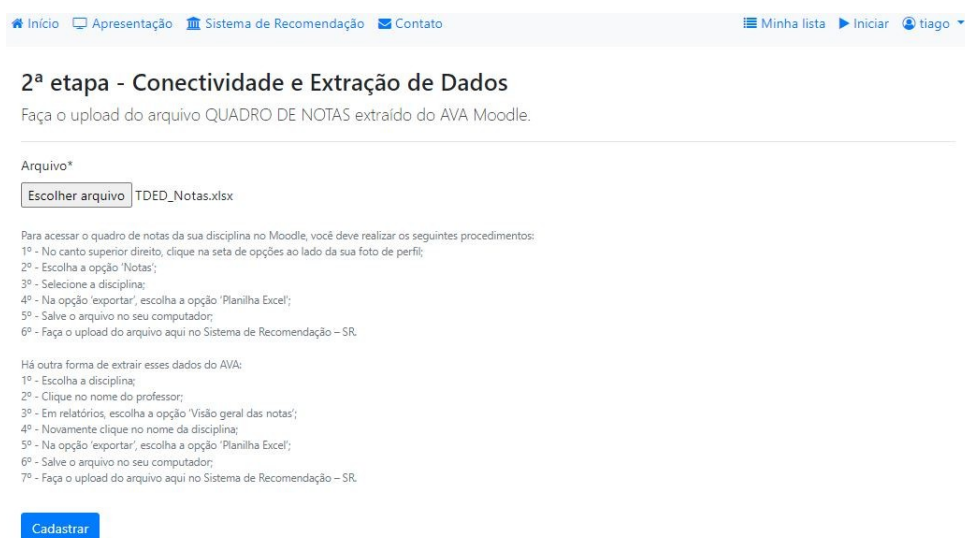 Início Apresentação Sistema de Recomendação Contato Minha lista Iniciar tiago
2ª etapa - Conectividade e Extração de Dados
Faça o upload do arquivo QUADRO DE NOTAS extraído do AVA Moodle.
Arquivo*
Escolher arquivo TDED_Notas.xlsx
Para acessar o quadro de notas da sua disciplina no Moodle, você deve realizar os seguintes procedimentos:
1º - No canto superior direito, clique na seta de opções ao lado da sua foto de perfil;
2º - Escolha a opção 'Notas';
3º - Selecione a disciplina;
4º - Na opção 'exportar', escolha a opção 'Planilha Excel';
5º - Salve o arquivo no seu computador;
6º - Faça o upload do arquivo aqui no Sistema de Recomendação – SR.
Há outra forma de extrair esses dados do AVA:
1º - Escolha a disciplina;
2º - Clique no nome do professor;
3º - Em relatórios, escolha a opção 'Visão geral das notas';
4º - Novamente clique no nome da disciplina;
5º - Na opção 'exportar', escolha a opção 'Planilha Excel';
6º - Salve o arquivo no seu computador;
7º - Faça o upload do arquivo aqui no Sistema de Recomendação – SR.
Cadastrar